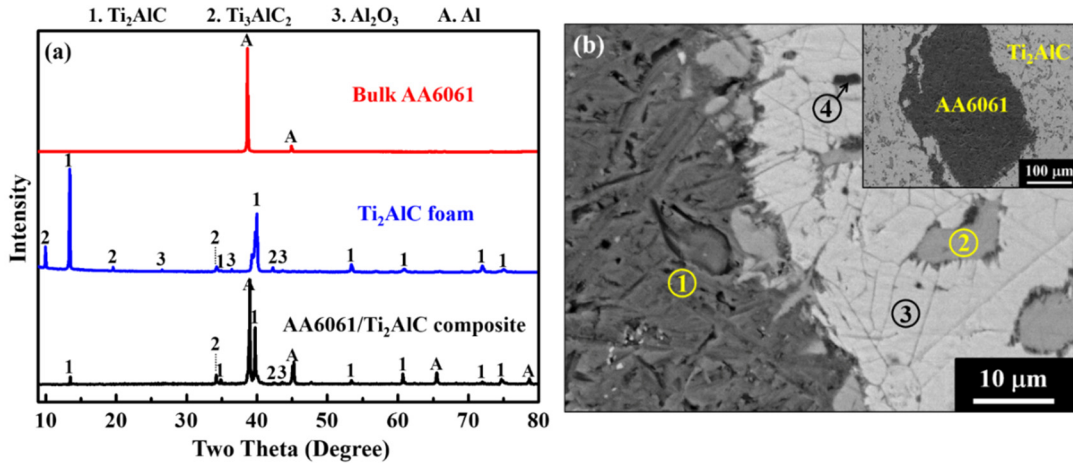 1. Ti₂AlC 2. Ti₃AlC₂ 3. Al₂O₃ A. Al
(a)
A
Bulk AA6061
A
1
Ti₂AlC foam
1
2 2 3 2 1 3 2 3 1 1 1 1
A
AA6061/Ti₂AlC composite
1
1 2 1 2 3 A 1 1 A 1 1 A
Intensity
10 20 30 40 50 60 70 80
Two Theta (Degree)
(b)
Ti₂AlC
AA6061
100 μm
④
②
①
③
10 μm